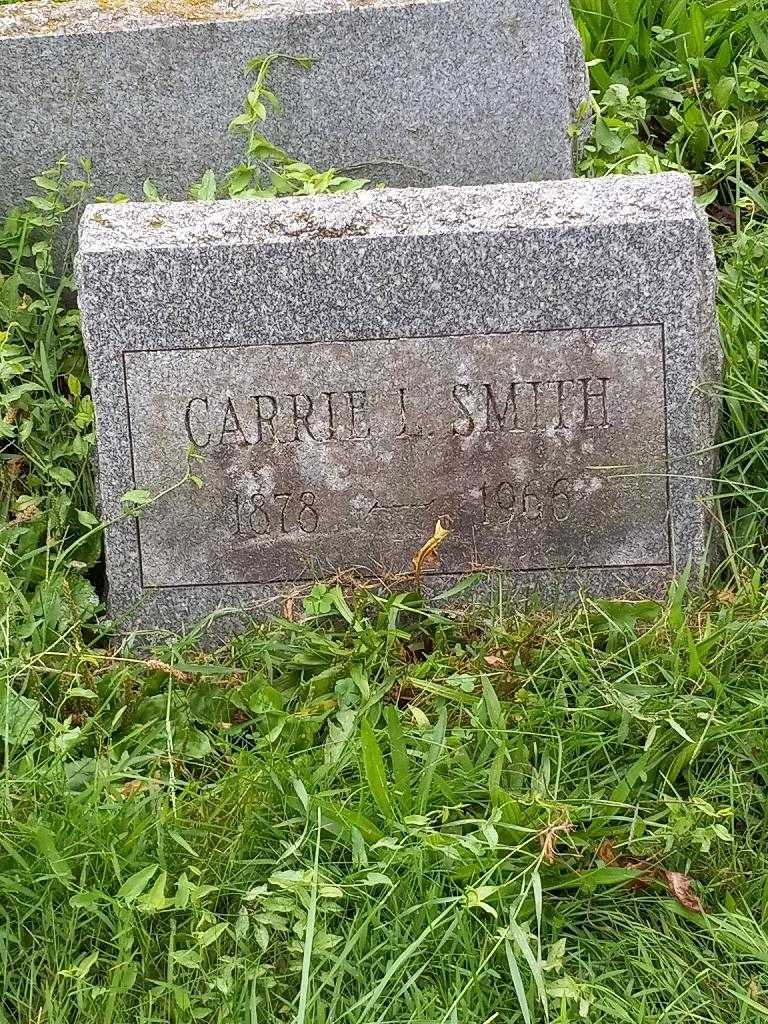 CARRIE L. SMITH
1878 — 1966